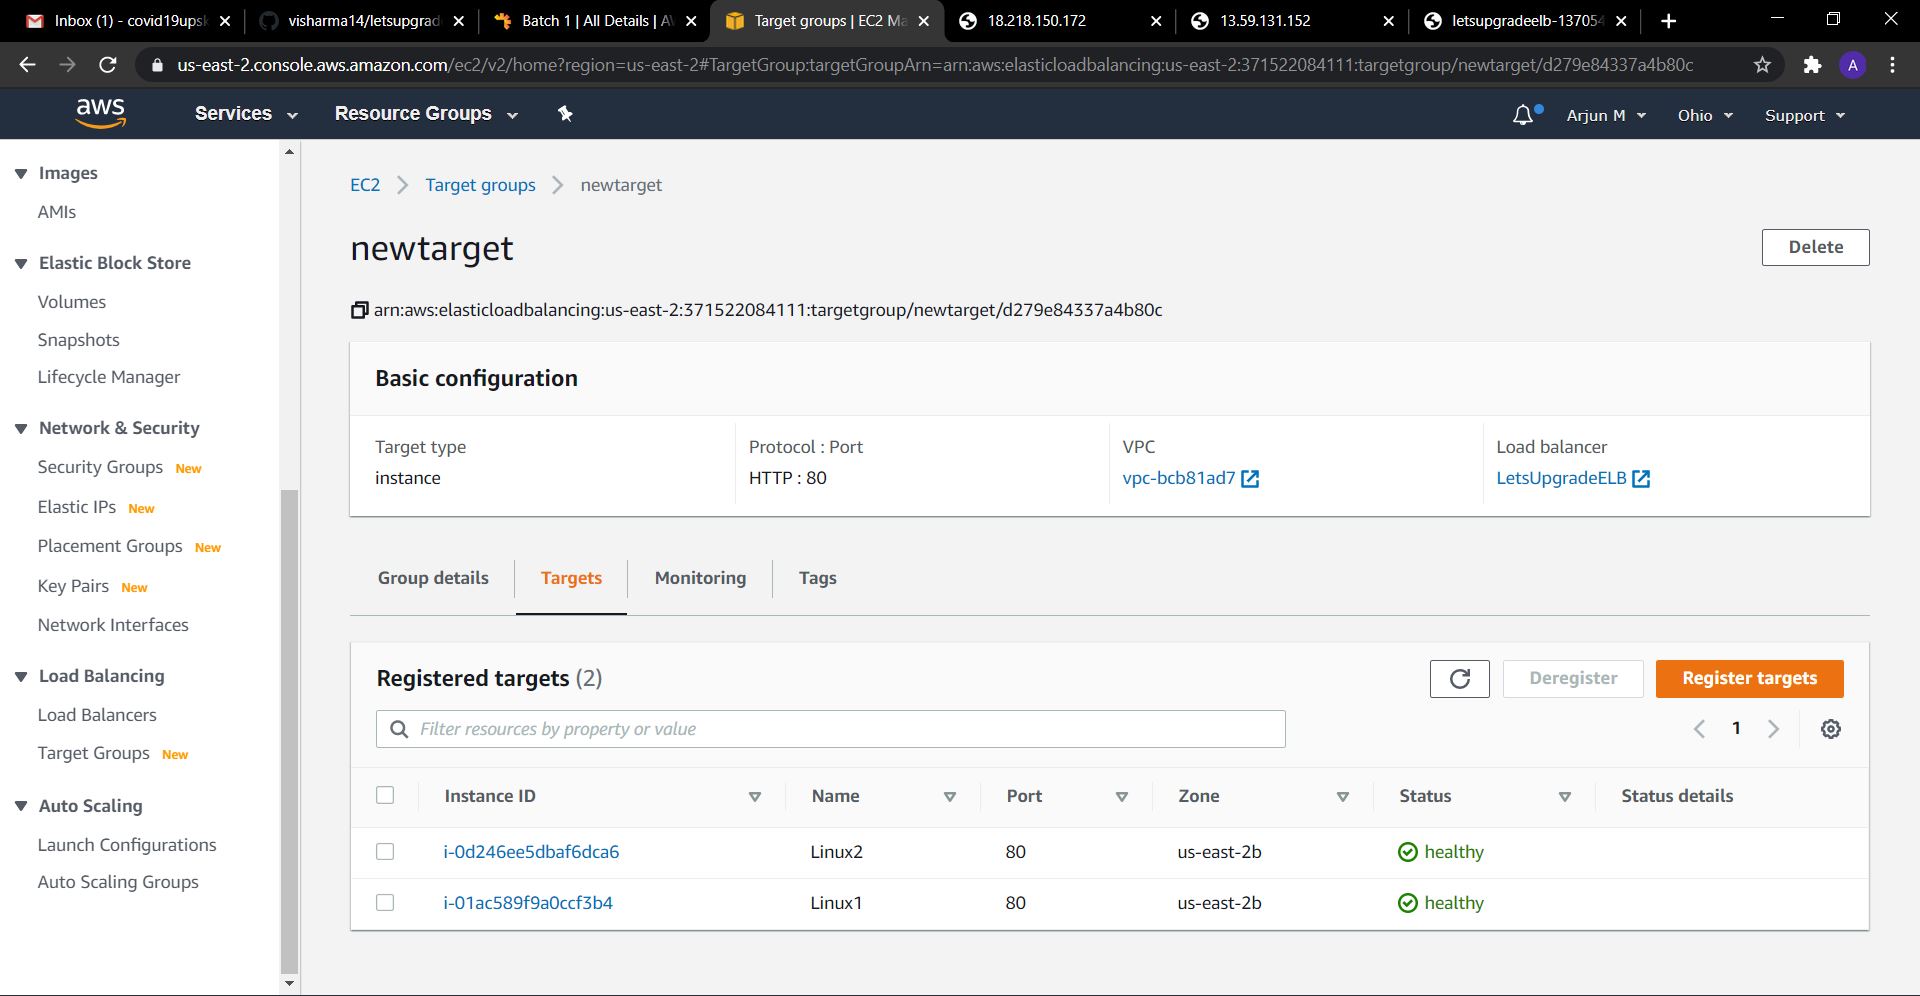 Inbox (1) - covid19upsk
visharma14/letsupgrad
Batch 1 | All Details | AW
Target groups | EC2 Ma
18.218.150.172
13.59.131.152
letsupgradeelb-137054
us-east-2.console.aws.amazon.com/ec2/v2/home?region=us-east-2#TargetGroup:targetGroupArn=arn:aws:elasticloadbalancing:us-east-2:371522084111:targetgroup/newtarget/d279e84337a4b80c
A
aws
Services
Resource Groups
Arjun M
Ohio
Support
Images
AMIs
Elastic Block Store
Volumes
Snapshots
Lifecycle Manager
Network & Security
Security Groups New
Elastic IPs New
Placement Groups New
Key Pairs New
Network Interfaces
Load Balancing
Load Balancers
Target Groups New
Auto Scaling
Launch Configurations
Auto Scaling Groups
EC2 > Target groups > newtarget
newtarget
Delete
arn:aws:elasticloadbalancing:us-east-2:371522084111:targetgroup/newtarget/d279e84337a4b80c
Basic configuration
Target type
instance
Protocol : Port
HTTP : 80
VPC
vpc-bcb81ad7
Load balancer
LetsUpgradeELB
Group details
Targets
Monitoring
Tags
Registered targets (2)
Deregister
Register targets
Filter resources by property or value
1
Instance ID Name Port Zone Status Status details
i-0d246ee5dbaf6dca6 Linux2 80 us-east-2b healthy
i-01ac589f9a0ccf3b4 Linux1 80 us-east-2b healthy